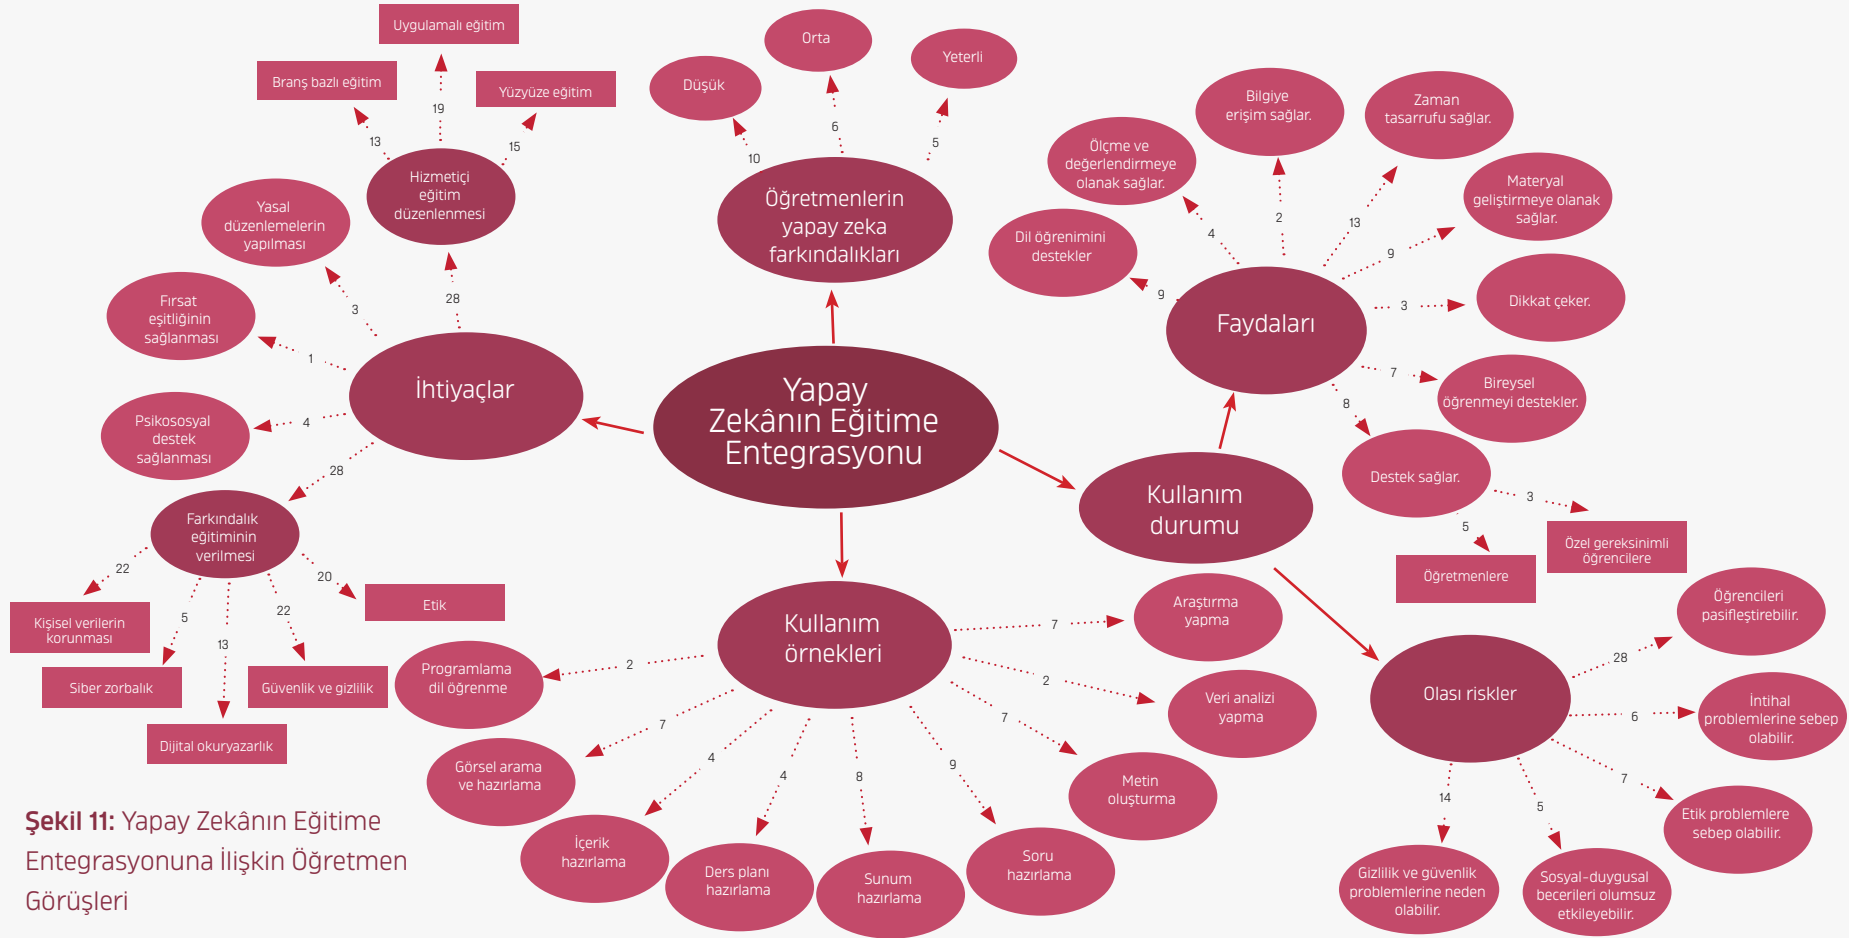 Yapay
Zekânın Eğitime
Entegrasyonu
Öğretmenlerin
yapay zeka
farkındalıkları
10
Düşük
6
Orta
5
Yeterli
İhtiyaçlar
28
Hizmetiçi
eğitim
düzenlenmesi
13
Branş bazlı eğitim
19
Uygulamalı eğitim
15
Yüzyüze eğitim
3
Yasal
düzenlemelerin
yapılması
1
Fırsat
eşitliğinin
sağlanması
4
Psikososyal
destek
sağlanması
28
Farkındalık
eğitiminin
verilmesi
22
Kişisel verilerin
korunması
5
Siber zorbalık
13
Dijital okuryazarlık
22
Güvenlik ve gizlilik
20
Etik
Kullanım
durumu
Faydaları
9
Dil öğrenimini
destekler
4
Ölçme ve
değerlendirmeye
olanak sağlar.
2
Bilgiye
erişim sağlar.
13
Zaman
tasarrufu sağlar.
9
Materyal
geliştirmeye olanak
sağlar.
3
Dikkat çeker.
7
Bireysel
öğrenmeyi destekler.
8
Destek sağlar.
5
Öğretmenlere
3
Özel gereksinimli
öğrencilere
Olası riskler
28
Öğrencileri
pasifleştirebilir.
6
İntihal
problemlerine sebep
olabilir.
7
Etik problemlere
sebep olabilir.
5
Sosyal-duygusal
becerileri olumsuz
etkileyebilir.
14
Gizlilik ve güvenlik
problemlerine neden
olabilir.
Kullanım
örnekleri
2
Programlama
dil öğrenme
7
Görsel arama
ve hazırlama
4
İçerik
hazırlama
4
Ders planı
hazırlama
8
Sunum
hazırlama
9
Soru
hazırlama
7
Metin
oluşturma
2
Veri analizi
yapma
7
Araştırma
yapma
Şekil 11: Yapay Zekânın Eğitime
Entegrasyonuna İlişkin Öğretmen
Görüşleri